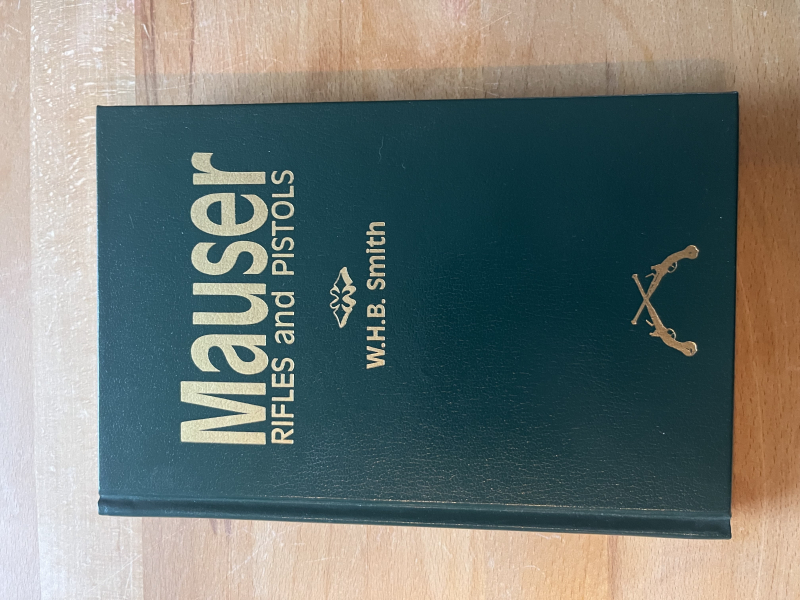 Mauser
RIFLES and PISTOLS
W.H.B. Smith